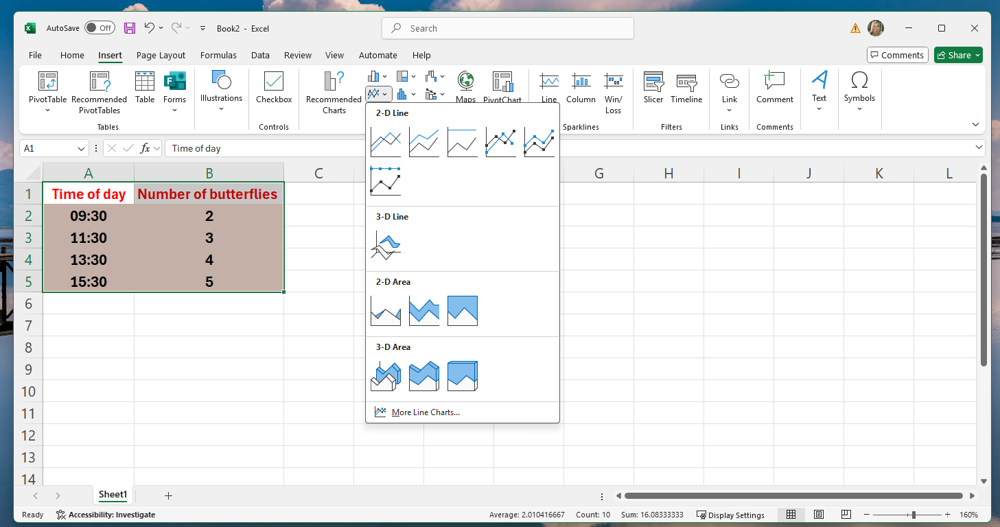 AutoSave Off Book2 - Excel Search
File Home Insert Page Layout Formulas Data Review View Automate Help Comments Share
PivotTable Recommended PivotTables Table Forms Illustrations Checkbox Recommended Charts Maps PivotChart Line Column Win/Loss Slicer Timeline Link Comment Text Symbols
Tables Controls Sparklines Filters Links Comments
A1 fx Time of day
2-D Line
3-D Line
2-D Area
3-D Area
More Line Charts...
A B C G H I J K L
1 Time of day Number of butterflies
2 09:30 2
3 11:30 3
4 13:30 4
5 15:30 5
6
7
8
9
10
11
12
13
14
Sheet1
Ready Accessibility: Investigate Average: 2.010416667 Count: 10 Sum: 16.08333333 Display Settings 160%